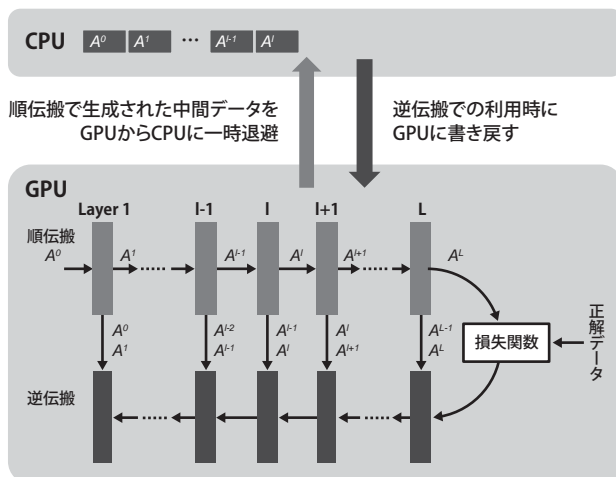 CPU A⁰ A¹ … Aˡ⁻¹ Aˡ
順伝搬で生成された中間データを
GPUからCPUに一時退避
逆伝搬での利用時に
GPUに書き戻す
GPU
Layer 1 l-1 l l+1 L
順伝搬
A⁰ A¹ Aˡ⁻¹ Aˡ Aˡ⁺¹ Aᴸ
A⁰ Aˡ⁻² Aˡ⁻¹ Aˡ Aᴸ⁻¹
A¹ Aˡ⁻¹ Aˡ Aˡ⁺¹ Aᴸ
損失関数
正解データ
逆伝搬